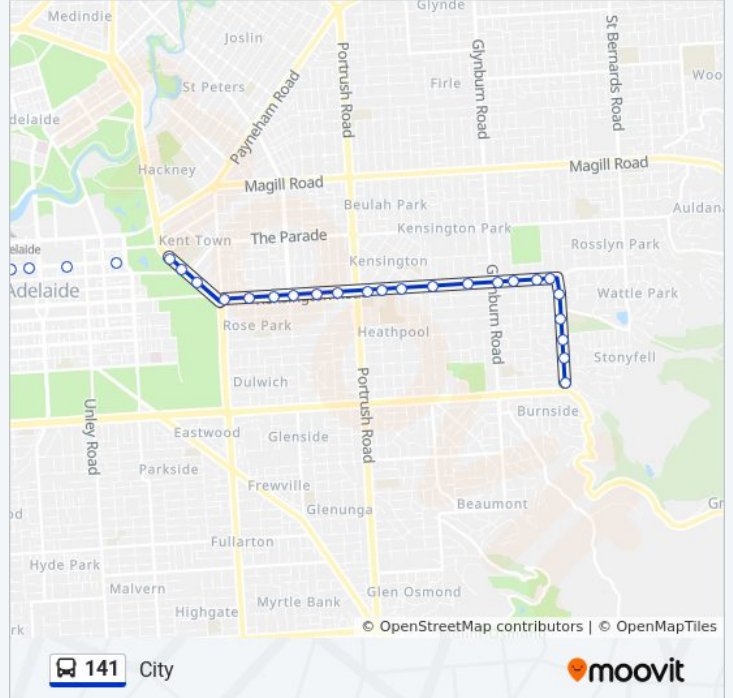 Glynde
Medindie
Joslin
Portrush Road
Glynburn Road
St Bernards Road
St Peters
Firle
Woo
Payneham Road
delaide
Hackney
Magill Road
Magill Road
Beulah Park
Auldan
Kent Town
The Parade
Kensington Park
Rosslyn Park
elaide
Kensington
Adelaide
Glynburn Road
Wattle Park
Rose Park
Heathpool
Stonyfell
Dulwich
Portrush Road
Unley Road
Burnside
Eastwood
Glenside
Parkside
Frewville
Beaumont
Gr
od
Glenunga
Fullarton
Hyde Park
Malvern
Glen Osmond
Myrtle Bank
Highgate
rk
© OpenStreetMap contributors | © OpenMapTiles
141 City
moovit